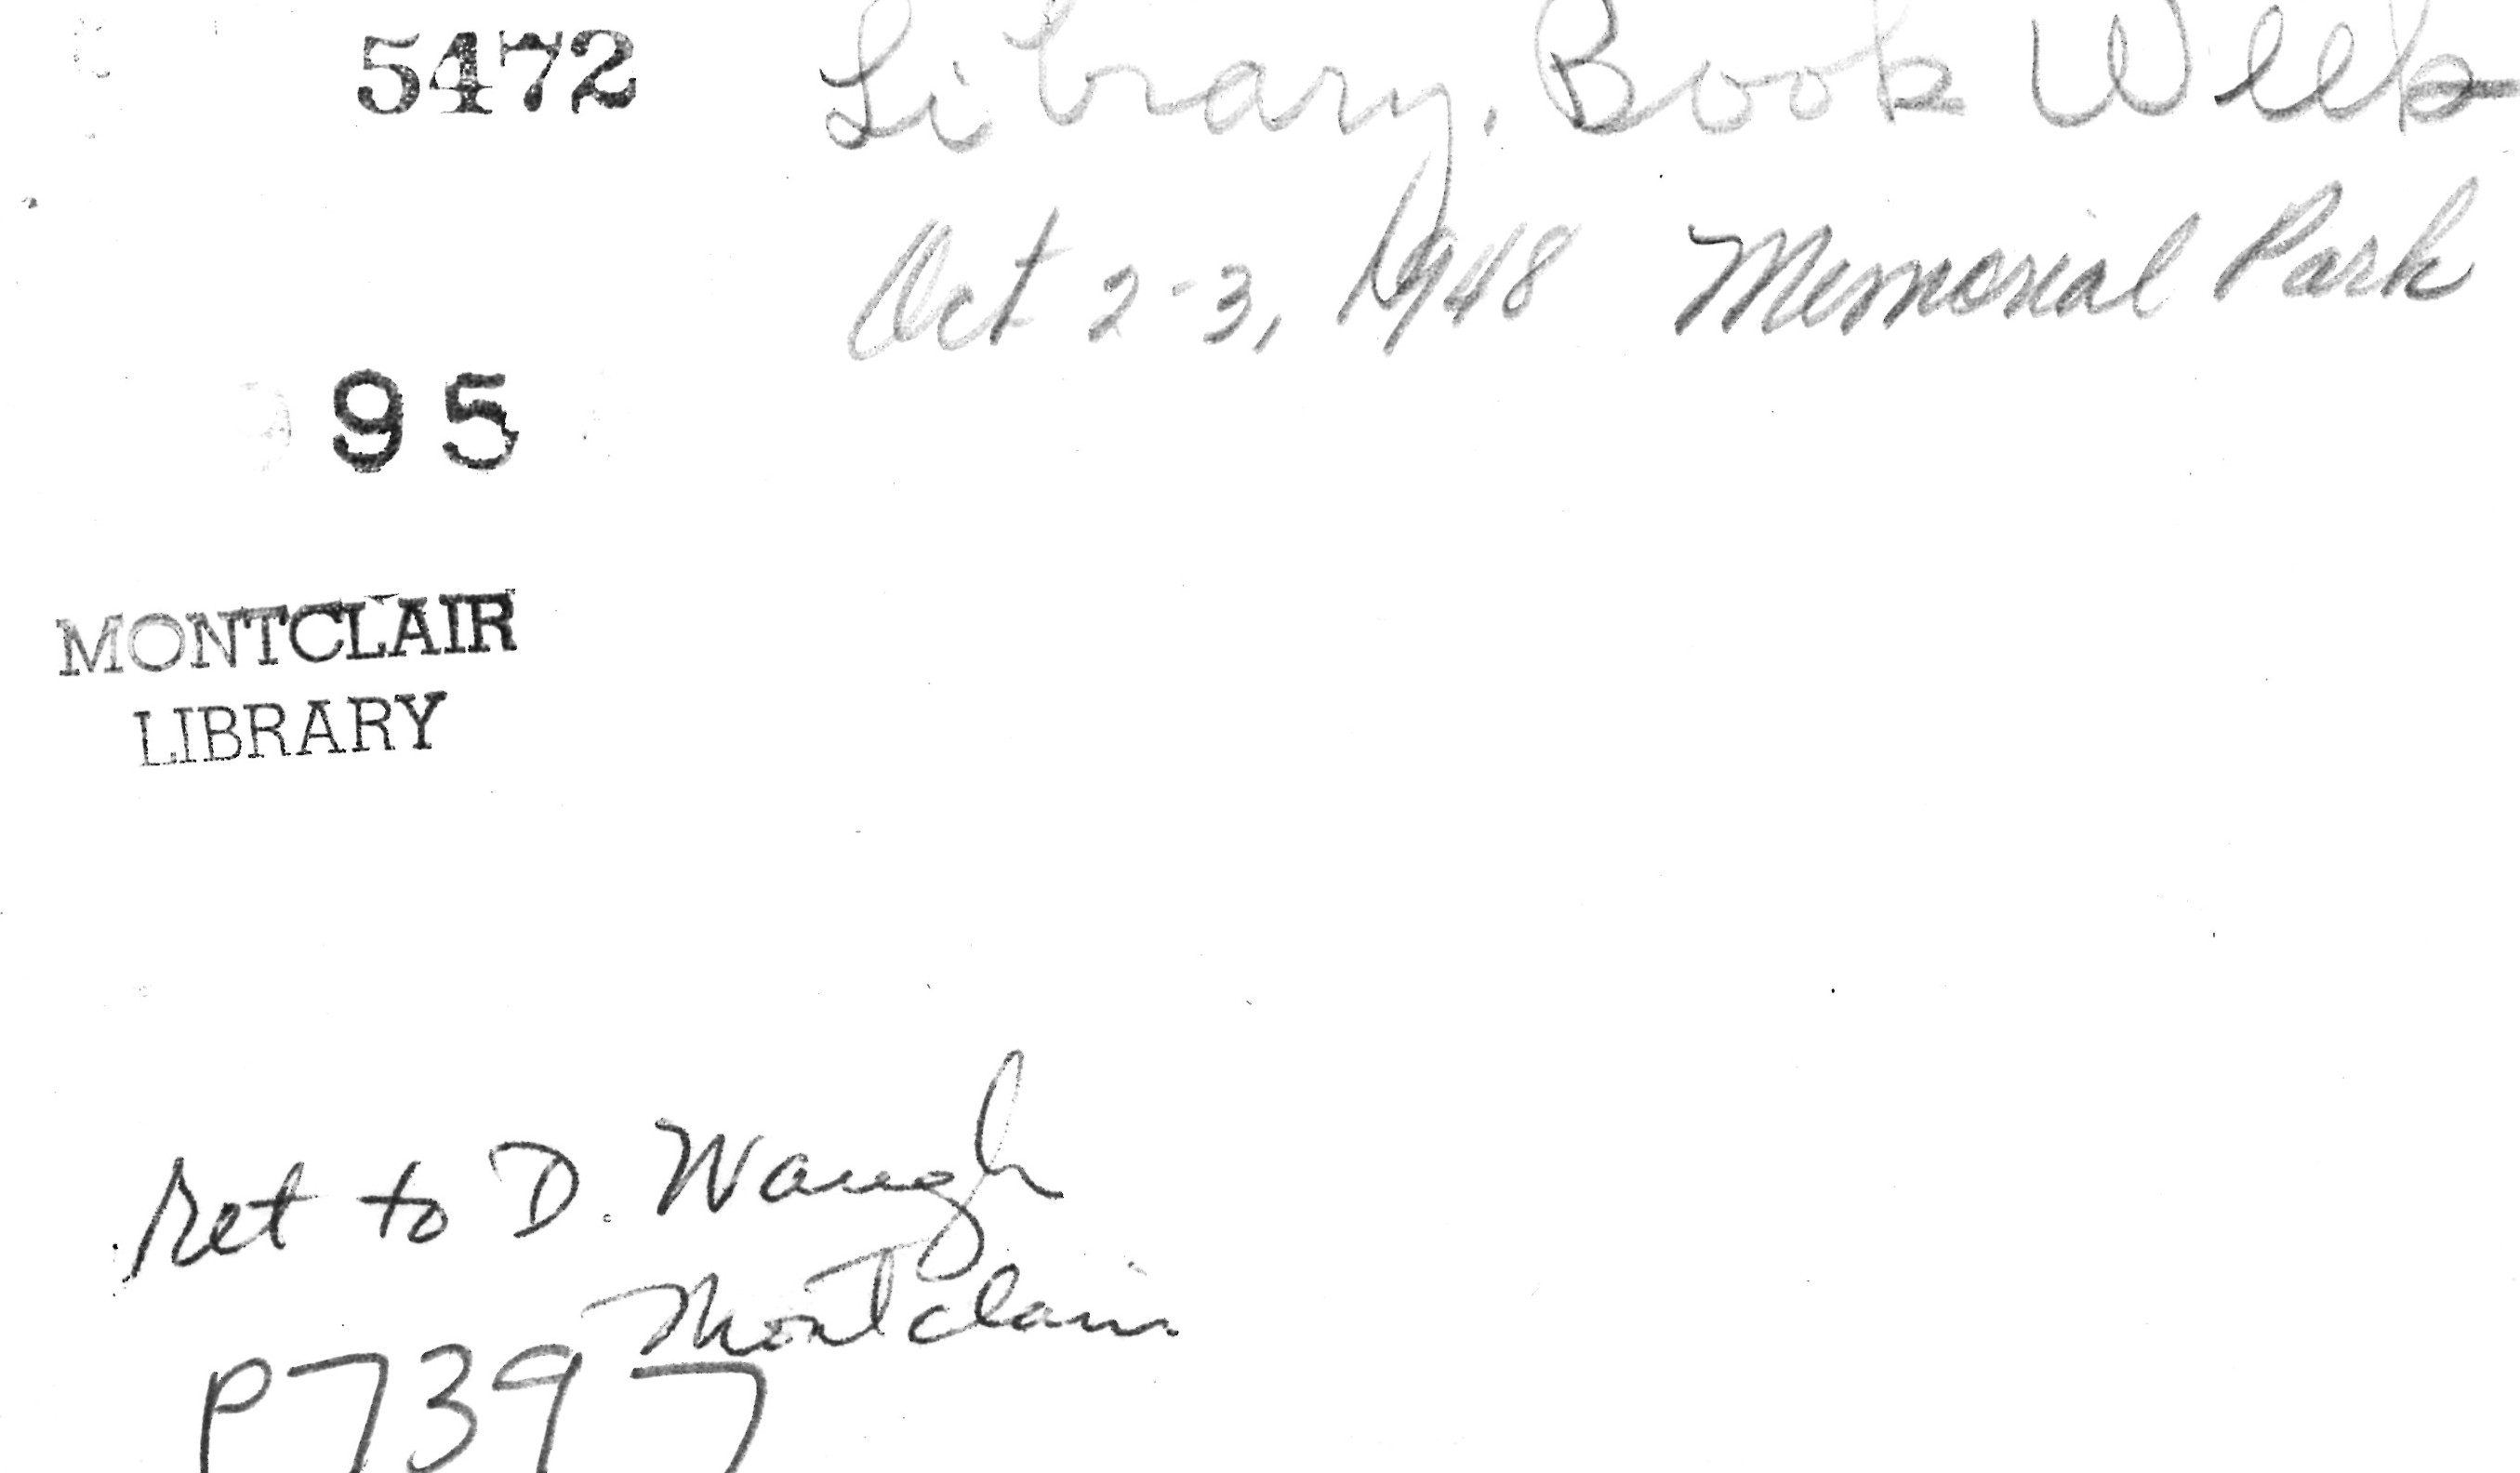 5472
Library, Book Week
Oct 2-3, 1948 Memorial Park
95
MONTCLAIR
LIBRARY
ret to D. Waugh
Montclair
P7397